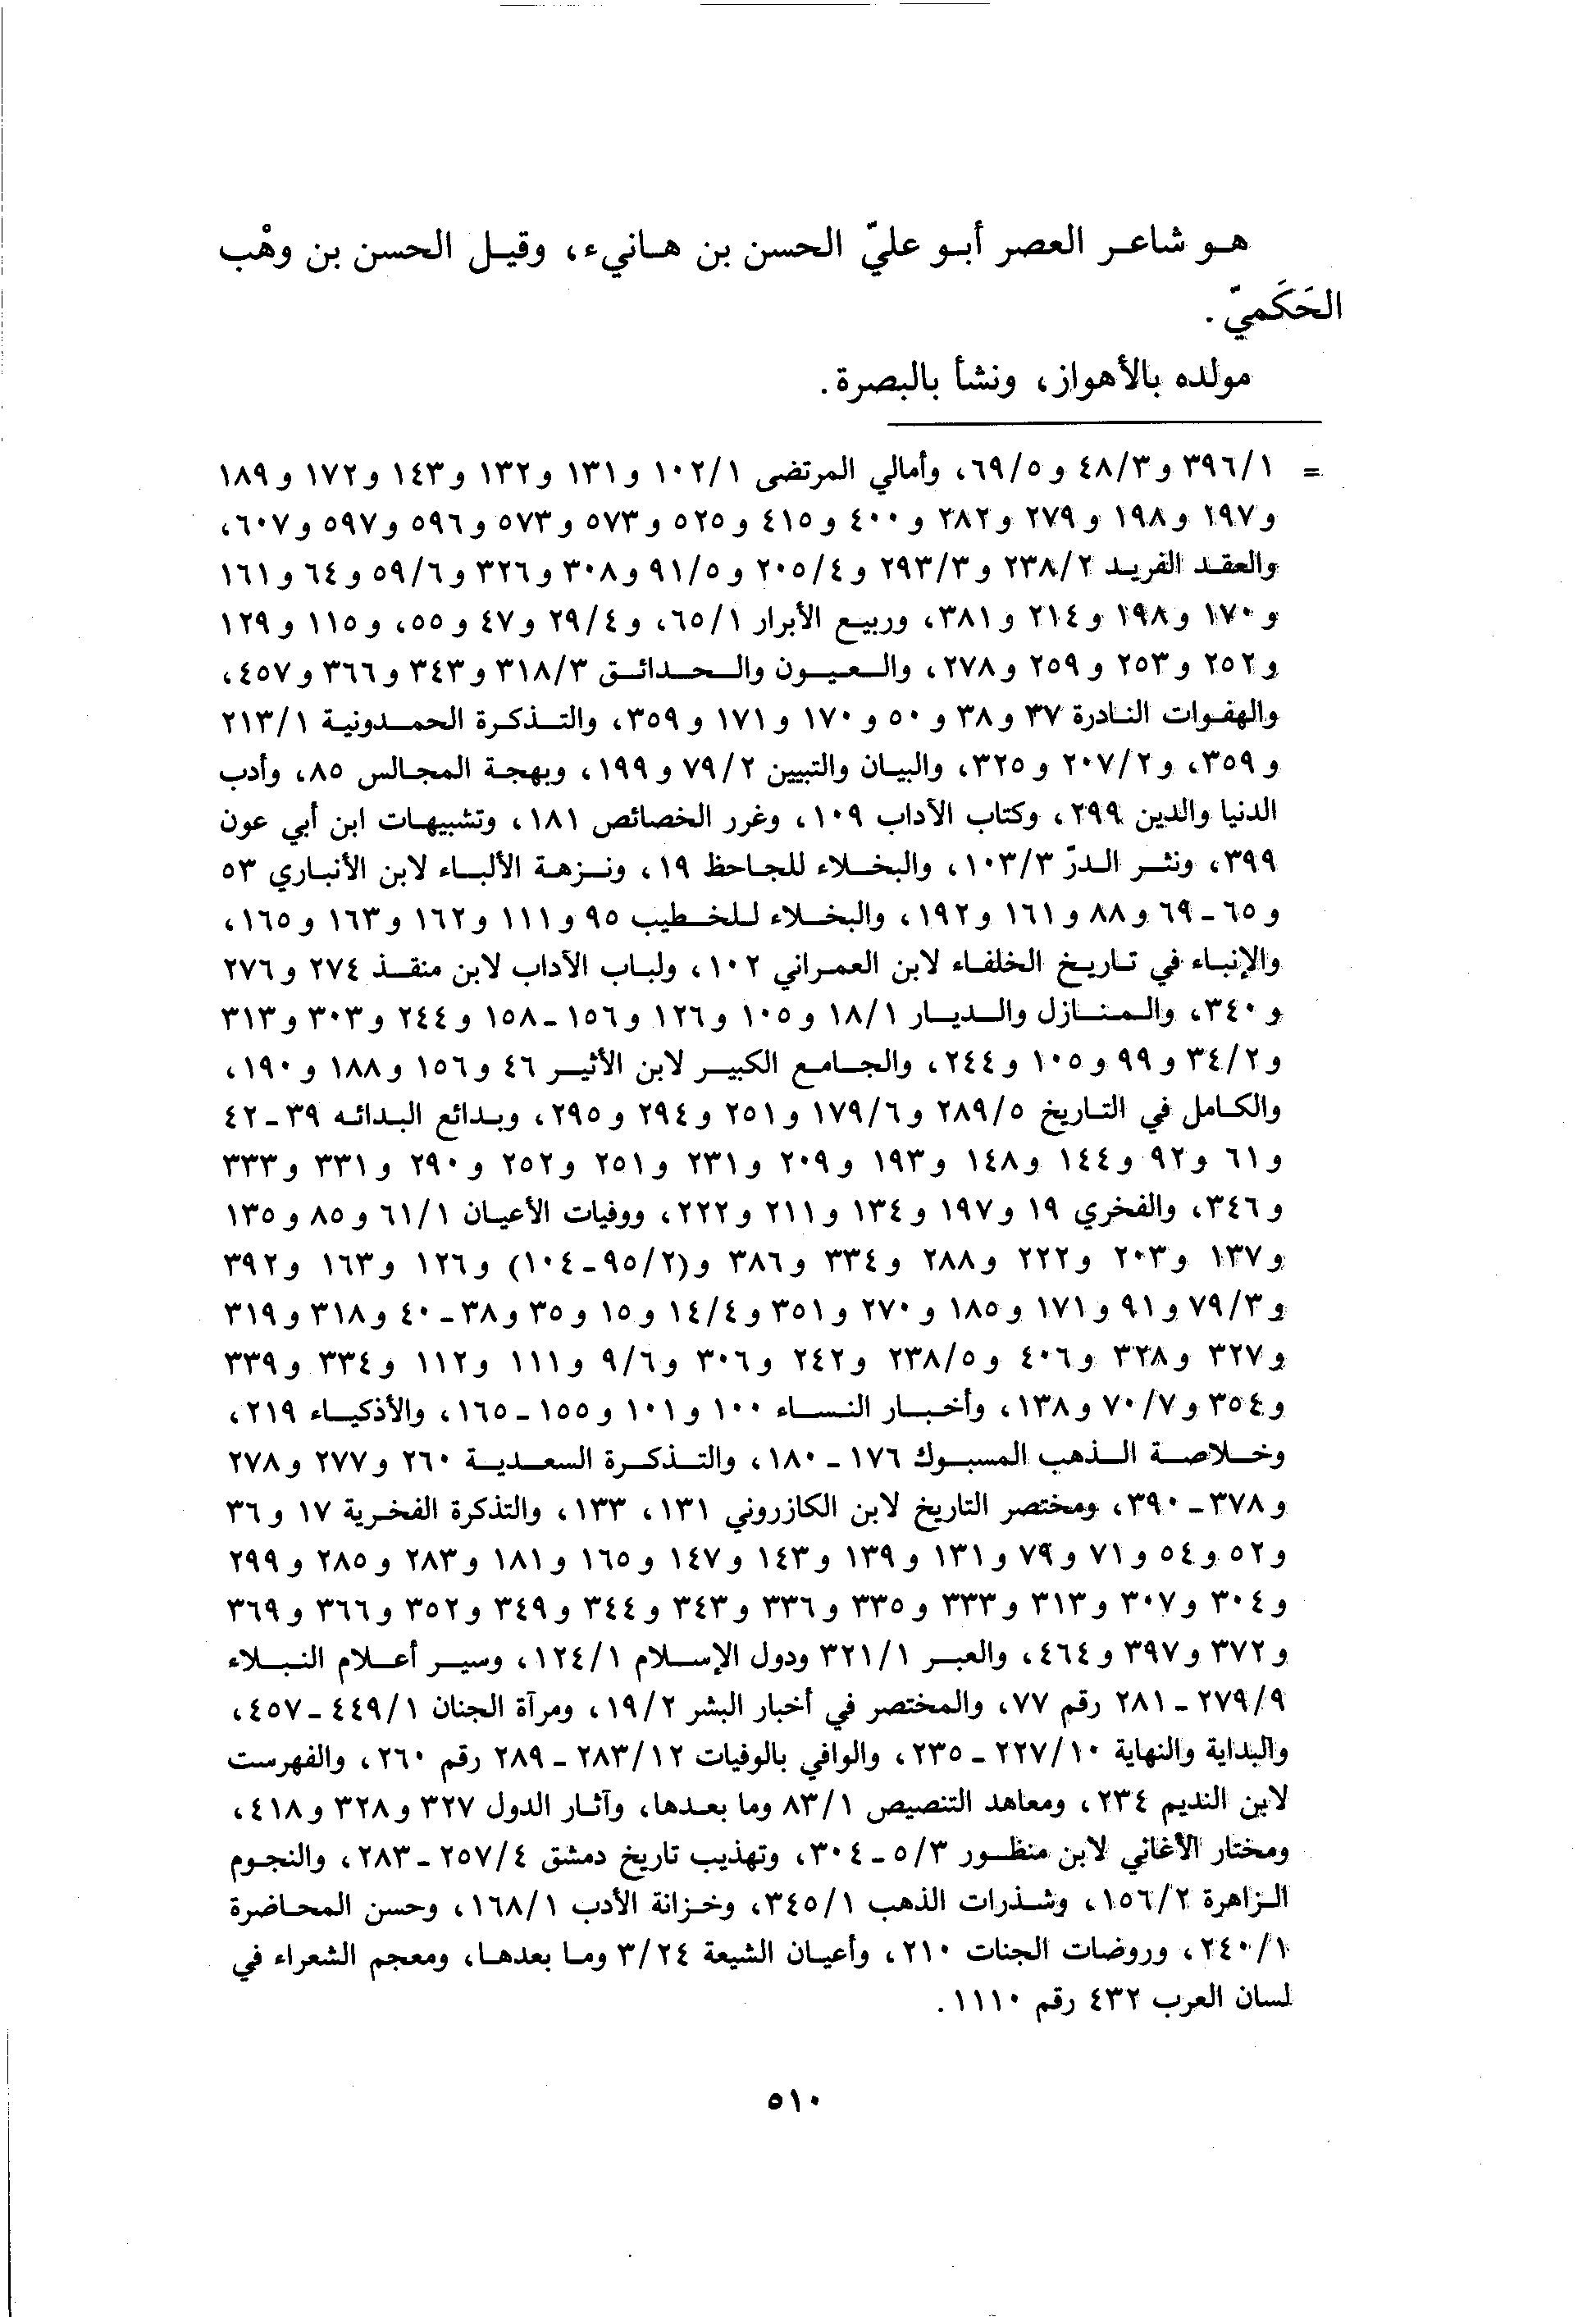 هو شاعر العصر أبو عليّ الحسن بن هانيء، وقيل الحسن بن وهْب
الحَكَميّ.
مولده بالأهواز، ونشأ بالبصرة.
= ٣٩٦/١ و٤٨/٣ و٦٩/٥، وأمالي المرتضى ١٠٢/١ و١٣١ و١٣٢ و١٤٣ و١٧٢ و١٨٩
و١٩٧ و١٩٨ و٢٧٩ و٢٨٢ و٤٠٠ و٤١٥ و٥٢٥ و٥٧٣ و٥٧٣ و٥٩٦ و٥٩٧ و٦٠٧،
والعقد الفريد ٢٣٨/٢ و٢٩٣/٣ و٢٠٥/٤ و٩١/٥ و٣٠٨ و٣٢٦ و٥٩/٦ و٦٤ و١٦١
و١٧٠ و١٩٨ و٢١٤ و٣٨١، وربيع الأبرار ٦٥/١، و٢٩/٤ و٤٧ و٥٥، و١١٥ و١٢٩
و٢٥٢ و٢٥٣ و٢٥٩ و٢٧٨، والعيون والحدائق ٣١٨/٣ و٣٤٣ و٣٦٦ و٤٥٧،
والهفوات النادرة ٣٧ و٣٨ و٥٠ و١٧٠ و١٧١ و٣٥٩، والتذكرة الحمدونية ٢١٣/١
و٣٥٩، و٢٠٧/٢ و٣٢٥، والبيان والتبيين ٧٩/٢ و١٩٩، وبهجة المجالس ٨٥، وأدب
الدنيا والدين ٢٩٩، وكتاب الآداب ١٠٩، وغرر الخصائص ١٨١، وتشبيهات ابن أبي عون
٣٩٩، ونثر الدرّ ١٠٣/٣، والبخلاء للجاحظ ١٩، ونزهة الألباء لابن الأنباري ٥٣
و٦٥ - ٦٩ و٨٨ و١٦١ و١٩٢، والبخلاء للخطيب ٩٥ و١١١ و١٦٢ و١٦٣ و١٦٥،
والإنباء في تاريخ الخلفاء لابن العمراني ١٠٢، ولباب الآداب لابن منقذ ٢٧٤ و٢٧٦
و٣٤٠، والمنازل والديار ١٨/١ و١٠٥ و١٢٦ و١٥٦ - ١٥٨ و٢٤٤ و٣٠٣ و٣١٣
و٣٤/٢ و٩٩ و١٠٥ و٢٤٤، والجامع الكبير لابن الأثير ٤٦ و١٥٦ و١٨٨ و١٩٠،
والكامل في التاريخ ٢٨٩/٥ و١٧٩/٦ و٢٥١ و٢٩٤ و٢٩٥، وبدائع البدائه ٣٩ - ٤٢
و٦١ و٩٢ و١٤٤ و١٤٨ و١٩٣ و٢٠٩ و٢٣١ و٢٥١ و٢٥٢ و٢٩٠ و٣٣١ و٣٣٣
و٣٤٦، والفخري ١٩ و١٩٧ و١٣٤ و٢١١ و٢٢٢، ووفيات الأعيان ٦١/١ و٨٥ و١٣٥
و١٣٧ و٢٠٣ و٢٢٢ و٢٨٨ و٣٣٤ و٣٨٦ و(٩٥/٢ - ١٠٤) و١٢٦ و١٦٣ و٣٩٢
و٧٩/٣ و٩١ و١٧١ و١٨٥ و٢٧٠ و٣٥١ و١٤/٤ و١٥ و٣٥ و٣٨ - ٤٠ و٣١٨ و٣١٩
و٣٢٧ و٣٢٨ و٤٠٦ و٢٣٨/٥ و٢٤٢ و٣٠٦ و٩/٦ و١١١ و١١٢ و٣٣٤ و٣٣٩
و٣٥٤ و٧٠/٧ و١٣٨، وأخبار النساء ١٠٠ و١٠١ و١٥٥ - ١٦٥، والأذكياء ٢١٩،
وخلاصة الذهب المسبوك ١٧٦ - ١٨٠، والتذكرة السعدية ٢٦٠ و٢٧٧ و٢٧٨
و٣٧٨ - ٣٩٠، ومختصر التاريخ لابن الكازروني ١٣١، ١٣٣، والتذكرة الفخرية ١٧ و٣٦
و٥٢ و٥٤ و٧١ و٧٩ و١٣١ و١٣٩ و١٤٣ و١٤٧ و١٦٥ و١٨١ و٢٨٣ و٢٨٥ و٢٩٩
و٣٠٤ و٣٠٧ و٣١٣ و٣٣٣ و٣٣٥ و٣٣٦ و٣٤٣ و٣٤٤ و٣٤٩ و٣٥٢ و٣٦٦ و٣٦٩
و٣٧٢ و٣٩٧ و٤٦٤، والعبر ٣٢١/١ ودول الإسلام ١٢٤/١، وسير أعلام النبلاء
٢٧٩/٩ - ٢٨١ رقم ٧٧، والمختصر في أخبار البشر ١٩/٢، ومرآة الجنان ٤٤٩/١ - ٤٥٧،
والبداية والنهاية ٢٢٧/١٠ - ٢٣٥، والوافي بالوفيات ٢٨٣/١٢ - ٢٨٩ رقم ٢٦٠، والفهرست
لابن النديم ٢٣٤، ومعاهد التنصيص ٨٣/١ وما بعدها، وآثار الدول ٣٢٧ و٣٢٨ و٤١٨،
ومختار الأغاني لابن منظور ٥/٣ - ٣٠٤، وتهذيب تاريخ دمشق ٢٥٧/٤ - ٢٨٣، والنجوم
الزاهرة ١٥٦/٢، وشذرات الذهب ٣٤٥/١، وخزانة الأدب ١٦٨/١، وحسن المحاضرة
٢٤٠/١، وروضات الجنات ٢١٠، وأعيان الشيعة ٣/٢٤ وما بعدها، ومعجم الشعراء في
لسان العرب ٤٣٢ رقم ١١١٠.
٥١٠